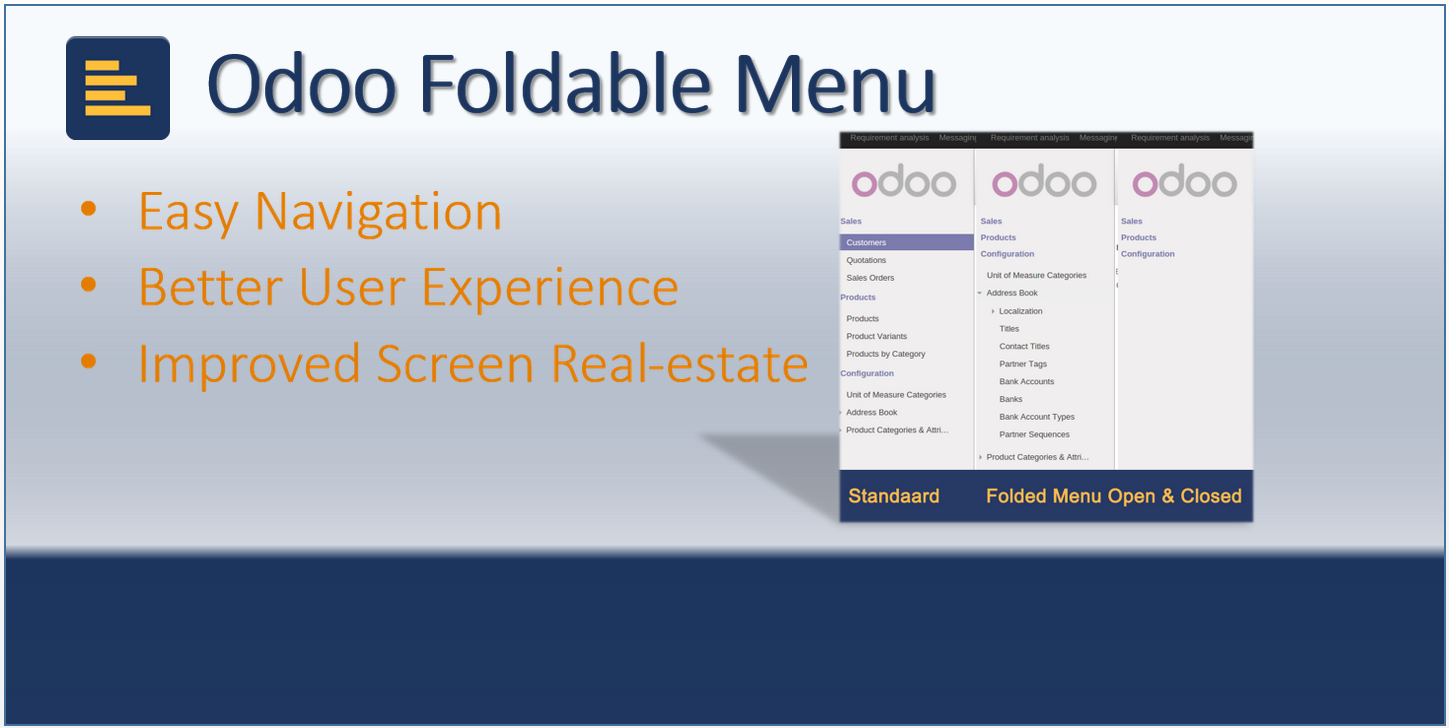 Odoo Foldable Menu
• Easy Navigation
• Better User Experience
• Improved Screen Real-estate
Requirement analysis Messaging
odoo
Sales
Customers
Quotations
Sales Orders
Products
Products
Product Variants
Products by Category
Configuration
Unit of Measure Categories
Address Book
Product Categories & Attri...
Requirement analysis Messaging
odoo
Sales
Products
Configuration
Unit of Measure Categories
Address Book
Localization
Titles
Contact Titles
Partner Tags
Bank Accounts
Banks
Bank Account Types
Partner Sequences
Product Categories & Attri...
Requirement analysis Messagin
odoo
Sales
Products
Configuration
Standaard Folded Menu Open & Closed